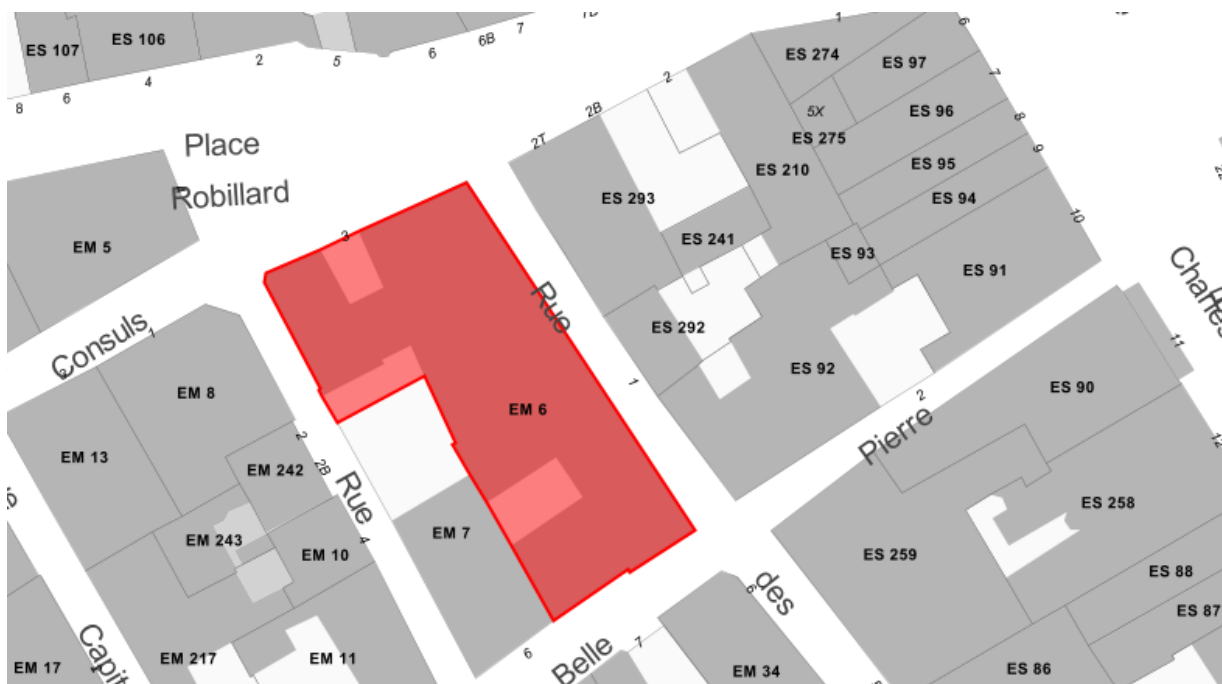 ES 107
ES 106
8
6
4
2
5
6
6B
7
1
6
Place
Robillard
2T
2B
2
ES 274
ES 97
7
5X
ES 96
8
ES 275
ES 95
9
ES 210
ES 94
ES 293
EM 5
3
ES 241
ES 93
ES 91
10
Consuls
1
Rue
ES 292
1
ES 92
2
Pierre
Charles
11
EM 8
EM 6
ES 90
12
EM 13
2
2B
EM 242
Rue
4
EM 243
EM 10
EM 7
ES 258
ES 259
ES 88
ES 87
des
6
Belle
7
6
EM 34
ES 86
EM 17
EM 217
EM 11